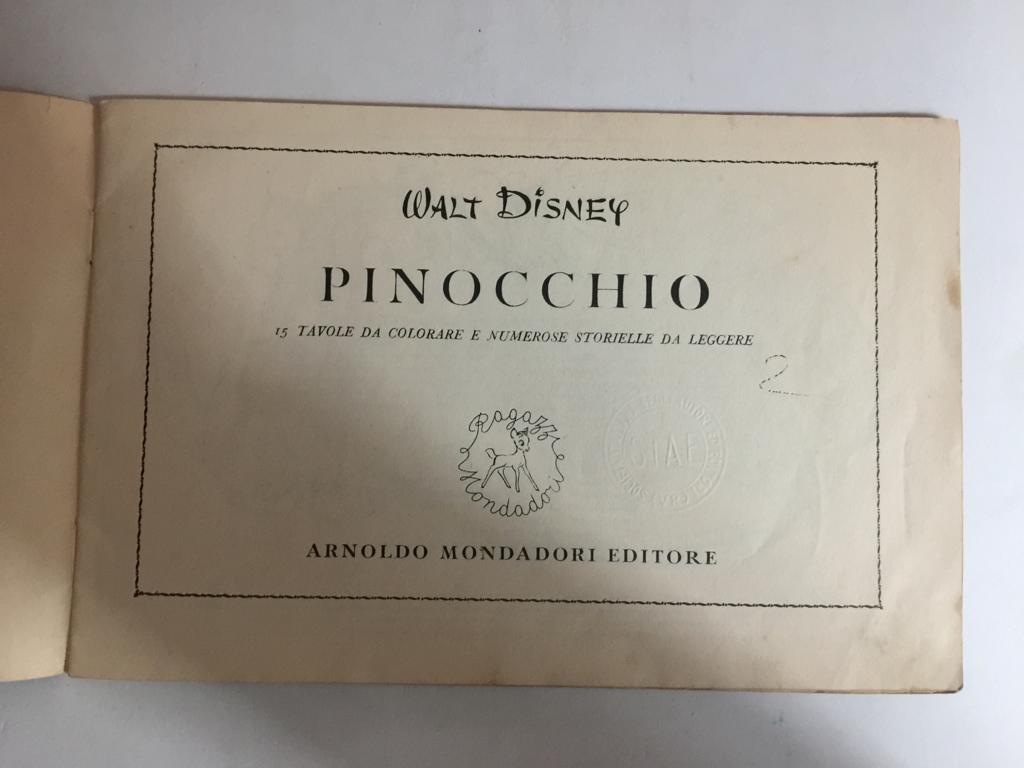 WALT DISNEY
PINOCCHIO
15 TAVOLE DA COLORARE E NUMEROSE STORIELLE DA LEGGERE
2
Ragazzi
Mondadori
SIAE
ARNOLDO MONDADORI EDITORE